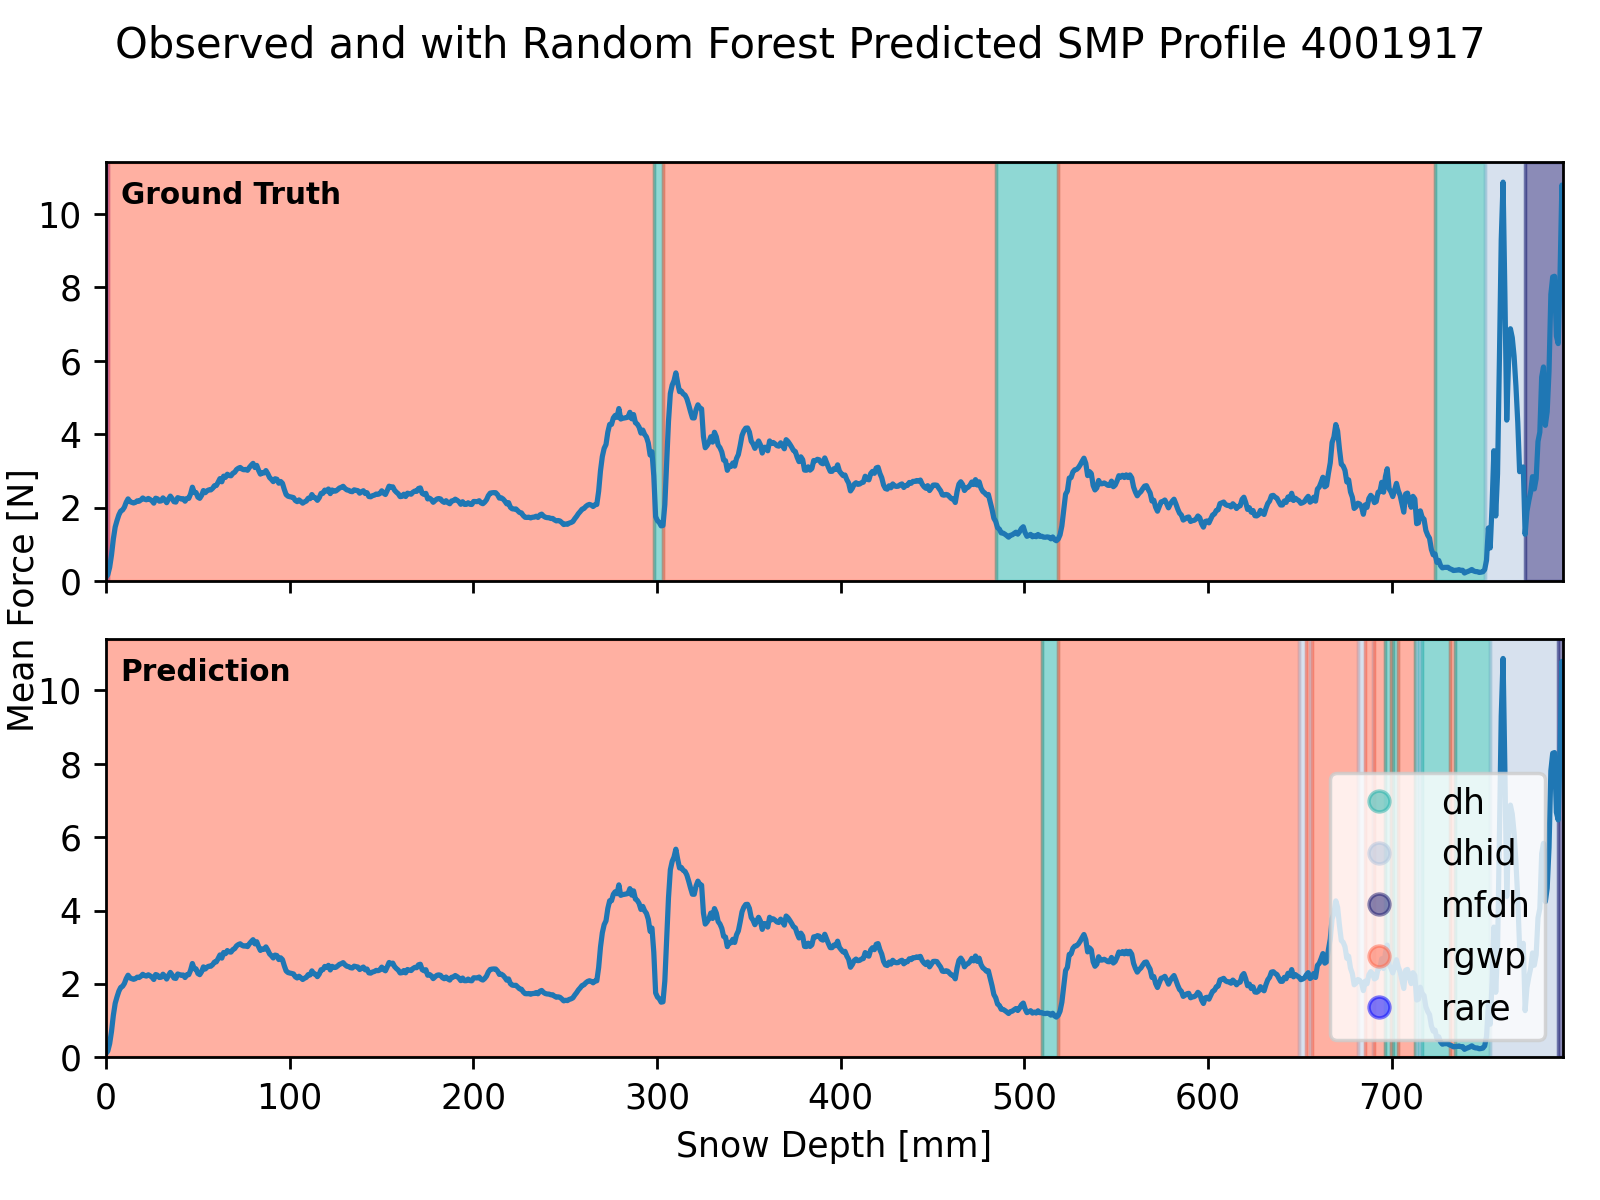 Observed and with Random Forest Predicted SMP Profile 4001917
Mean Force [N]
Ground Truth
10
8
6
4
2
0
Prediction
10
8
6
4
2
0
dh
dhid
mfdh
rgwp
rare
0 100 200 300 400 500 600 700
Snow Depth [mm]